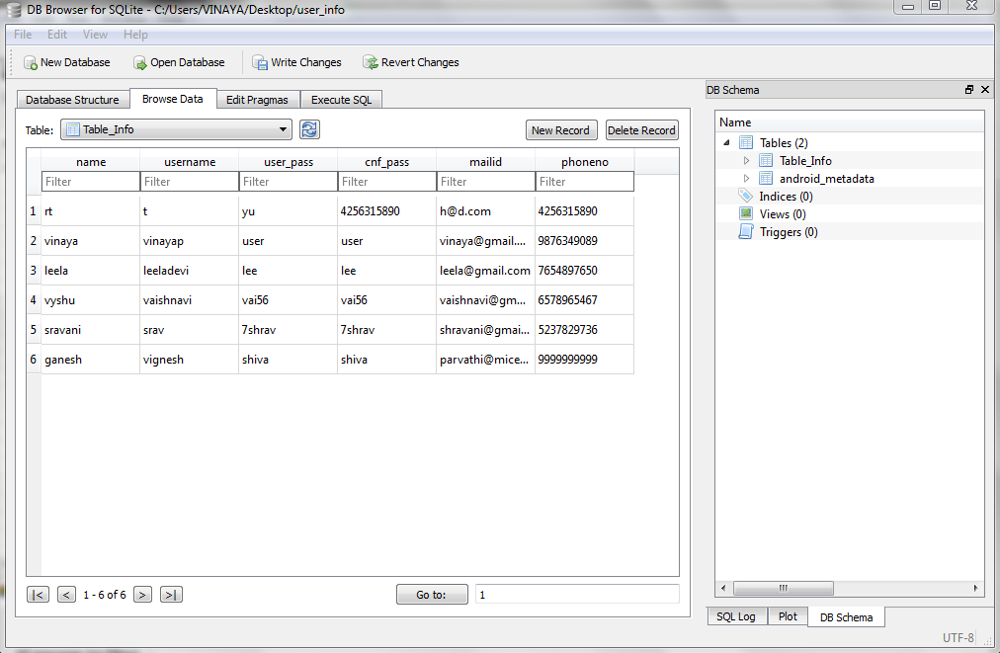 DB Browser for SQLite - C:/Users/VINAYA/Desktop/user_info
File Edit View Help
New Database Open Database Write Changes Revert Changes
Database Structure Browse Data Edit Pragmas Execute SQL
Table: Table_Info New Record Delete Record
name username user_pass cnf_pass mailid phoneno
Filter Filter Filter Filter Filter Filter
1 rt t yu 4256315890 h@d.com 4256315890
2 vinaya vinayap user user vinaya@gmail.... 9876349089
3 leela leeladevi lee lee leela@gmail.com 7654897650
4 vyshu vaishnavi vai56 vai56 vaishnavi@gm... 6578965467
5 sravani srav 7shrav 7shrav shravani@gmai... 5237829736
6 ganesh vignesh shiva shiva parvathi@mice... 9999999999
|< < 1 - 6 of 6 > >| Go to: 1
DB Schema
Name
Tables (2)
Table_Info
android_metadata
Indices (0)
Views (0)
Triggers (0)
SQL Log Plot DB Schema
UTF-8